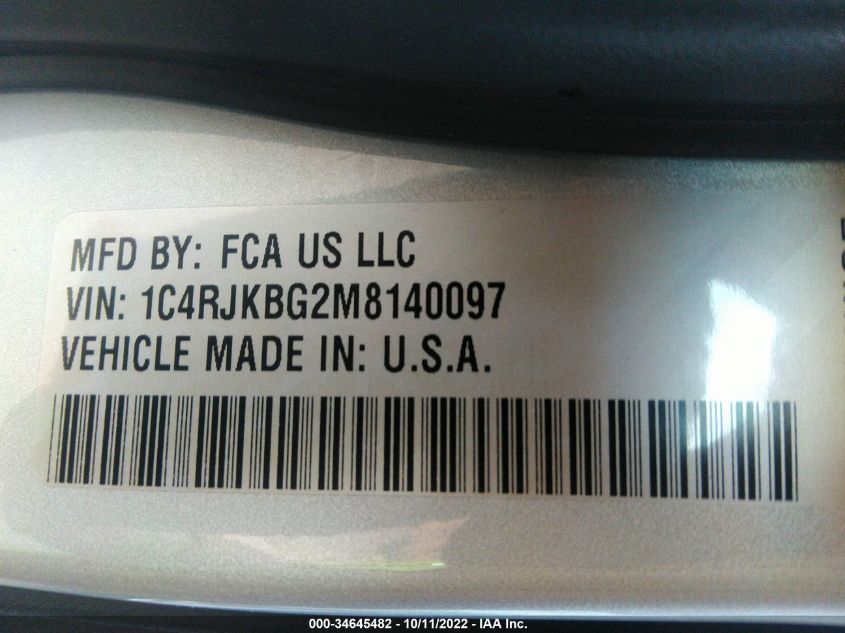 MFD BY: FCA US LLC
VIN: 1C4RJKBG2M8140097
VEHICLE MADE IN: U.S.A.
000-34645482 - 10/11/2022 - IAA Inc.